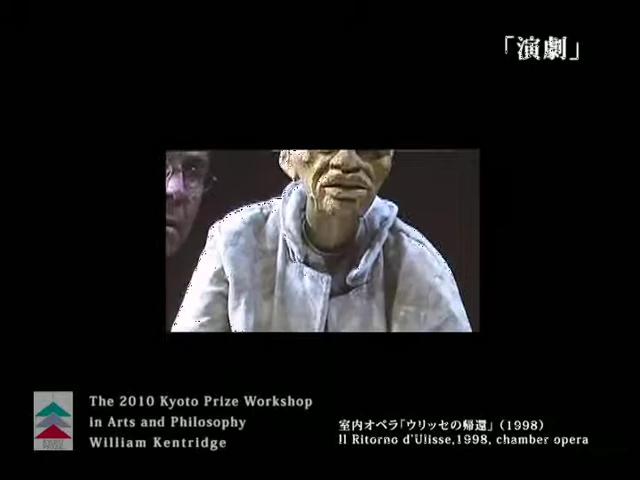 「演劇」
The 2010 Kyoto Prize Workshop
in Arts and Philosophy
William Kentridge
室内オペラ「ウリッセの帰還」（1998）
Il Ritorno d'Ulisse,1998, chamber opera